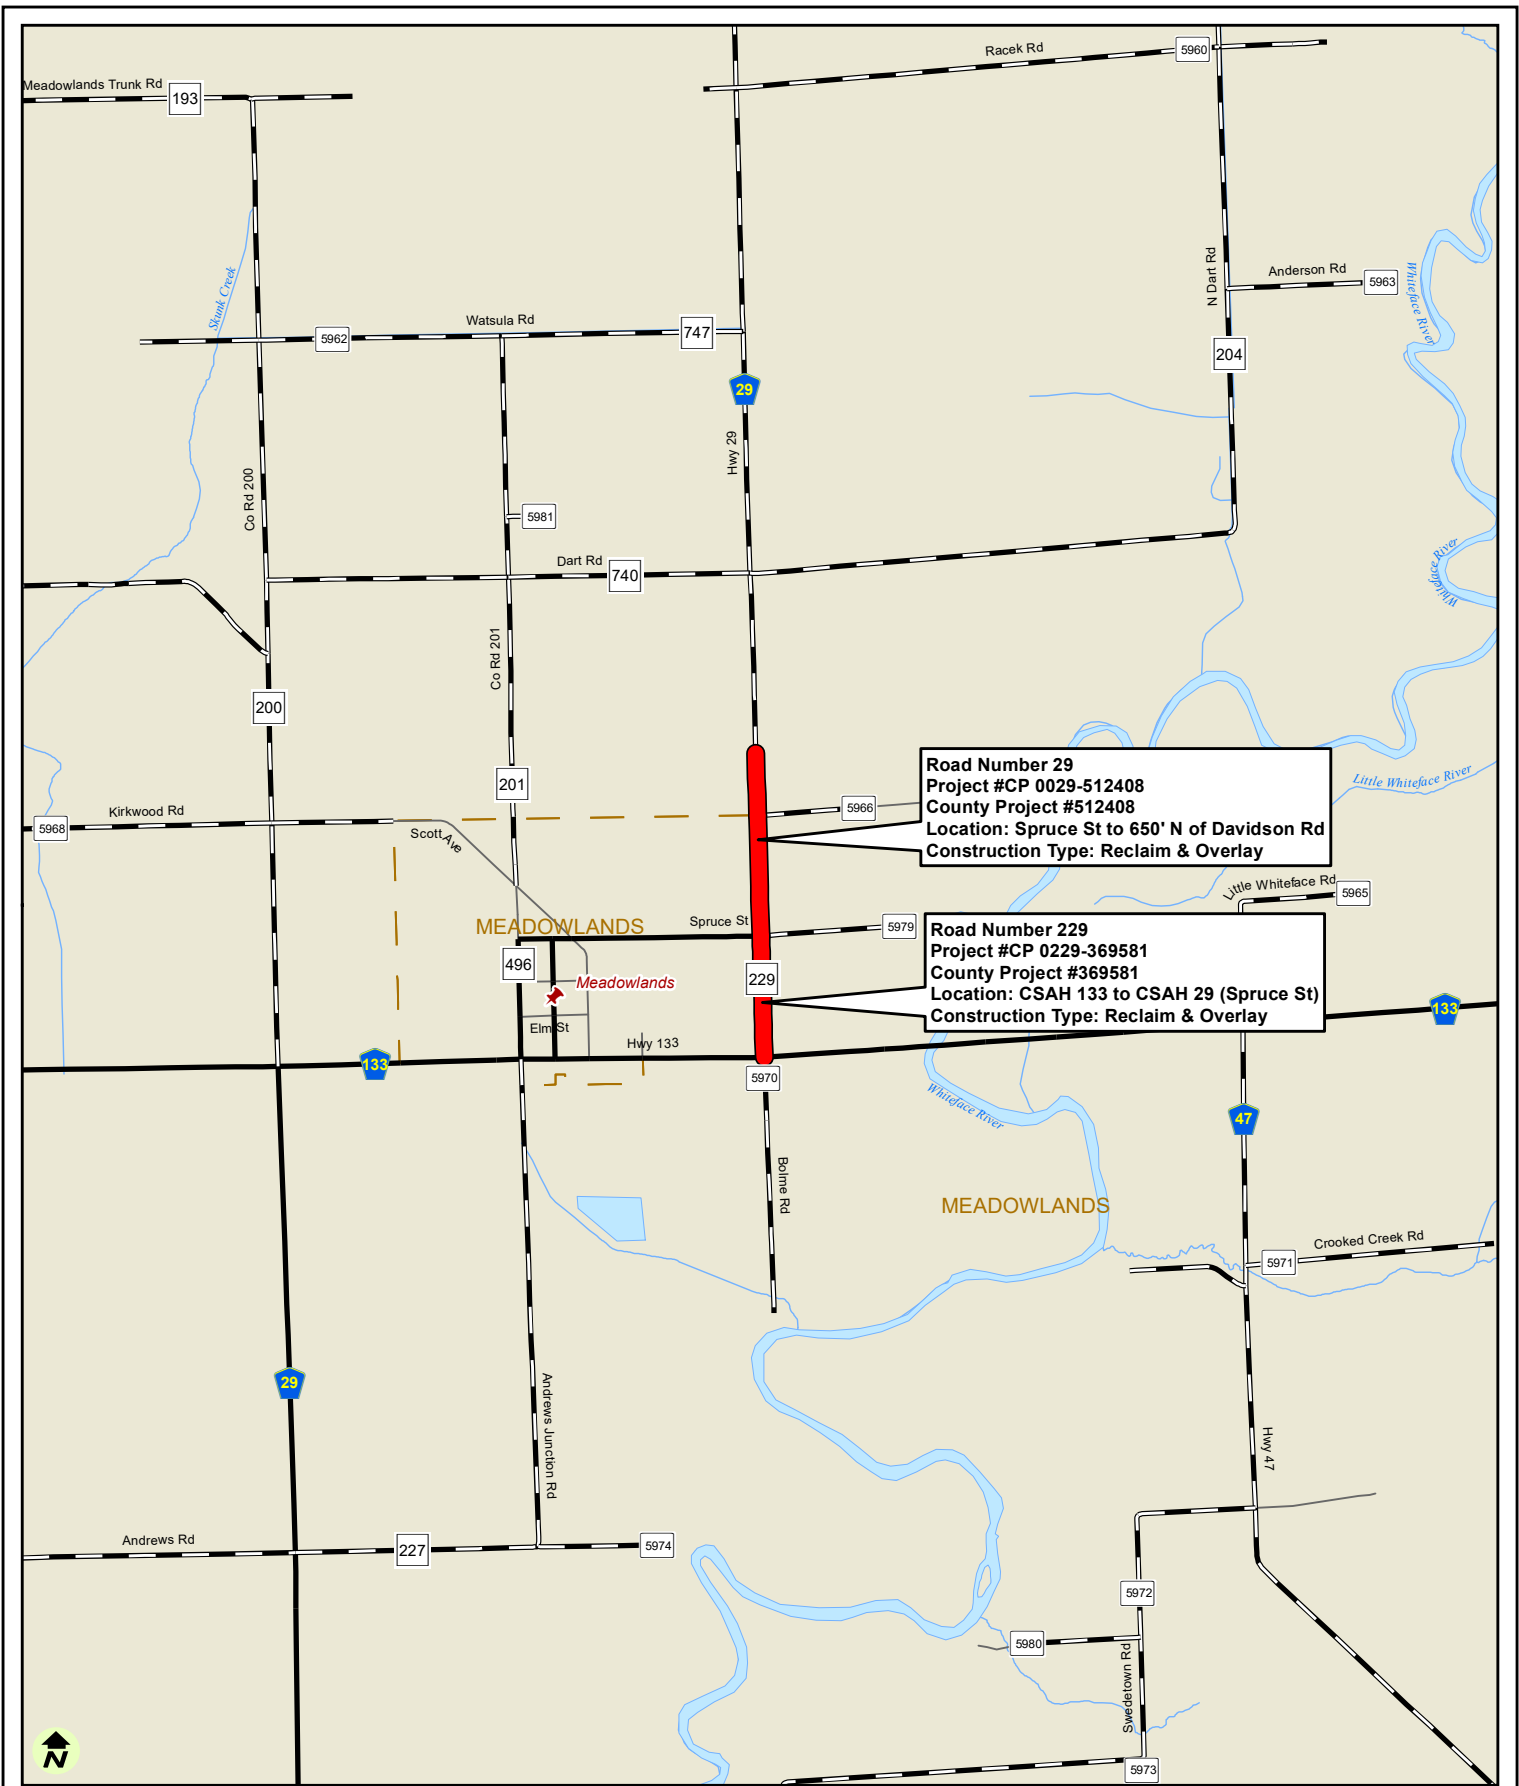 Racek Rd
5960
Meadowlands Trunk Rd
193
Skunk Creek
N Dart Rd
Anderson Rd
5963
Whiteface River
Watsula Rd
5962
747
204
29
Hwy 29
Co Rd 200
5981
Dart Rd
740
Whiteface River
Whiteface River
Co Rd 201
200
201
Road Number 29
Project #CP 0029-512408
County Project #512408
Location: Spruce St to 650' N of Davidson Rd
Construction Type: Reclaim & Overlay
Little Whiteface River
Kirkwood Rd
5968
5966
Scott Ave
Little Whiteface Rd
5965
MEADOWLANDS
Spruce St
5979
496
Meadowlands
229
Road Number 229
Project #CP 0229-369581
County Project #369581
Location: CSAH 133 to CSAH 29 (Spruce St)
Construction Type: Reclaim & Overlay
133
Elm St
Hwy 133
133
5970
Whiteface River
47
Bolme Rd
MEADOWLANDS
Crooked Creek Rd
5971
29
Andrews Junction Rd
Hwy 47
Andrews Rd
227
5974
5972
5980
Swedetown Rd
5973
N